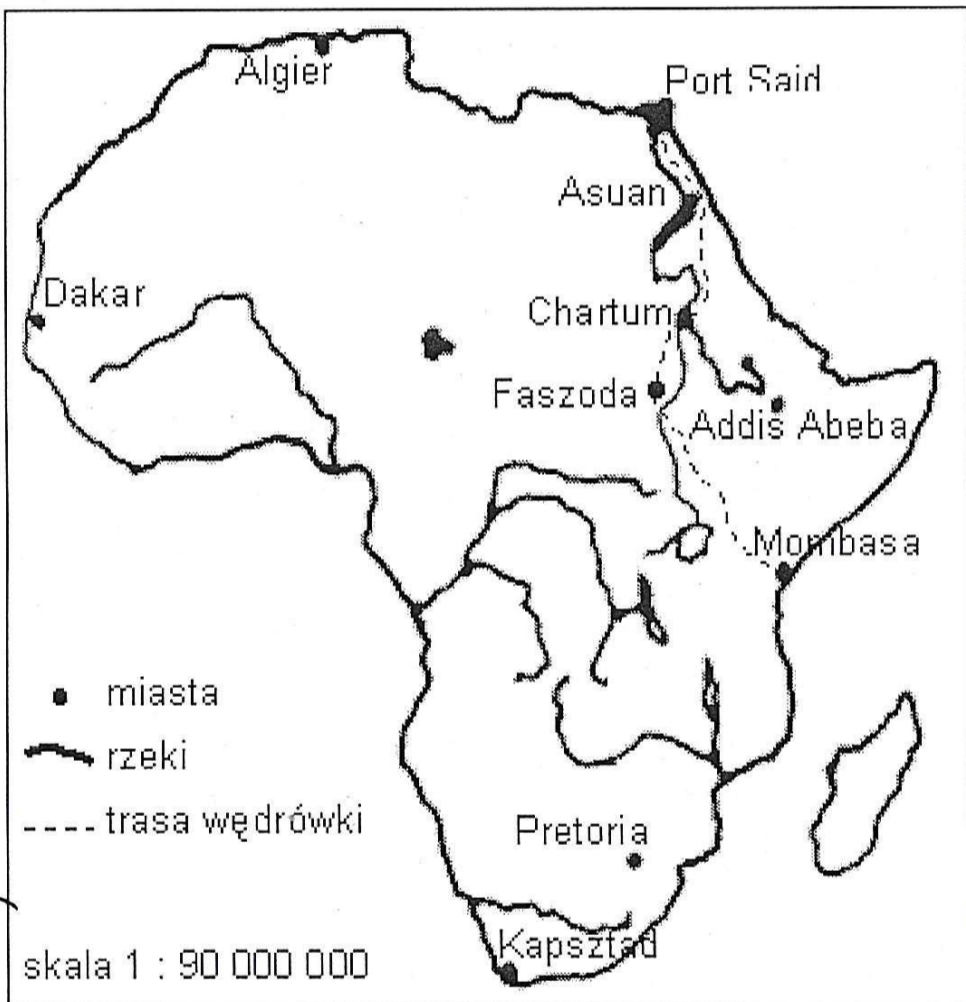 Algier
Port Said
Asuan
Dakar
Chartum
Faszoda
Addis Abeba
Mombasa
miasta
rzeki
---- trasa wędrówki
Pretoria
Kapsztad
skala 1 : 90 000 000